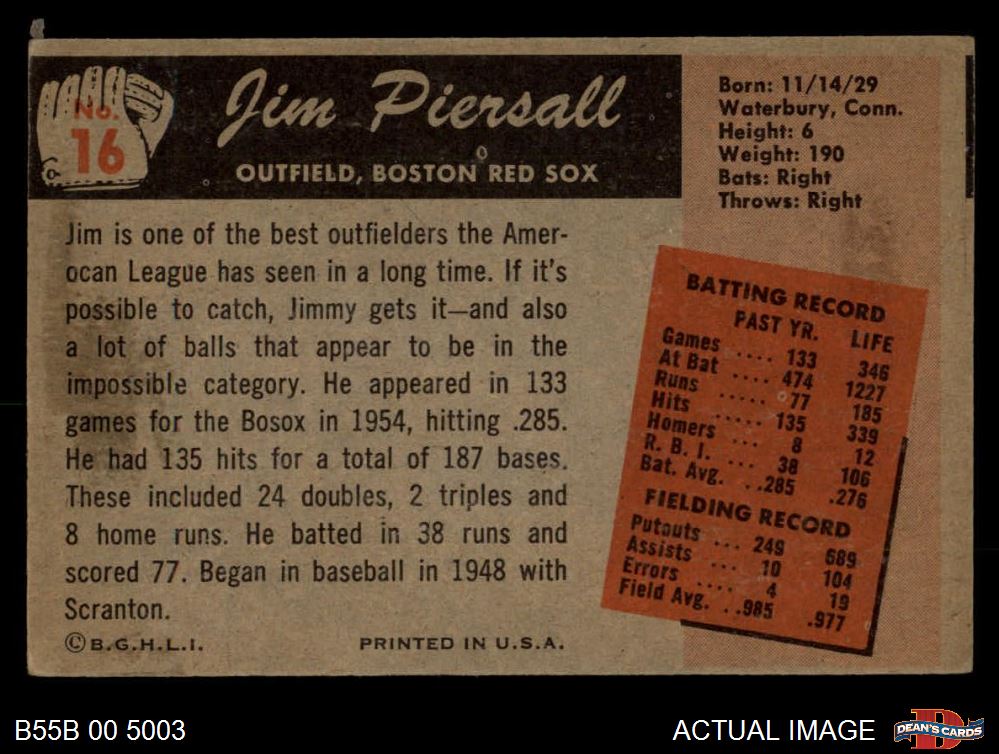 No.
16
Jim Piersall
OUTFIELD, BOSTON RED SOX
Born: 11/14/29
Waterbury, Conn.
Height: 6
Weight: 190
Bats: Right
Throws: Right
Jim is one of the best outfielders the Amer-
ocan League has seen in a long time. If it's
possible to catch, Jimmy gets it—and also
a lot of balls that appear to be in the
impossible category. He appeared in 133
games for the Bosox in 1954, hitting .285.
He had 135 hits for a total of 187 bases.
These included 24 doubles, 2 triples and
8 home runs. He batted in 38 runs and
scored 77. Began in baseball in 1948 with
Scranton.
©B.G.H.L.I. PRINTED IN U.S.A.
BATTING RECORD
PAST YR. LIFE
Games .... 133 346
At Bat .... 474 1227
Runs ..... 77 185
Hits ..... 135 339
Homers ... 8 12
R. B. I. ... 38 106
Bat. Avg. ..285 .276
FIELDING RECORD
Putouts ... 249 689
Assists ... 10 104
Errors .... 4 19
Field Avg. ..985 .977
B55B 00 5003
ACTUAL IMAGE
DEAN'S CARDS